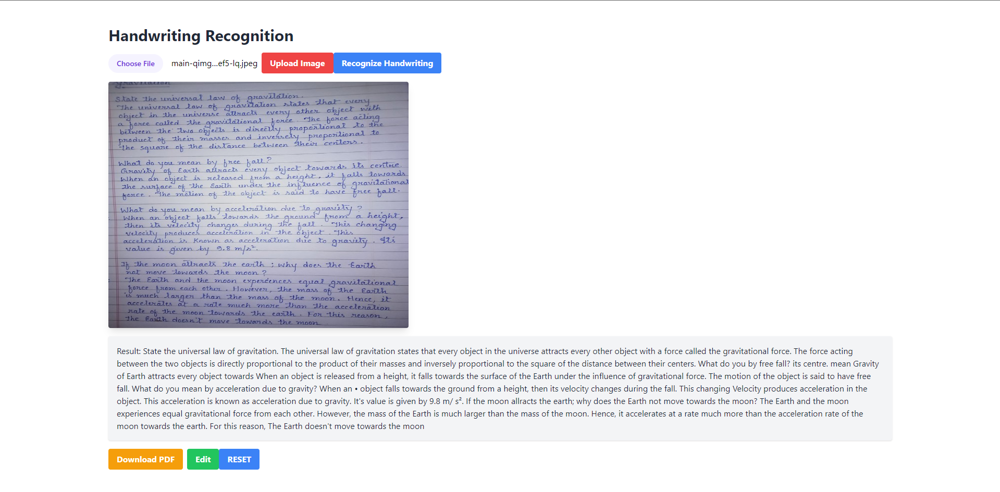 Handwriting Recognition
Choose File main-qimg...ef5-lq.jpeg Upload Image Recognize Handwriting
Gravitation
State the universal law of gravitation.
The universal law of gravitation states that every
object in the universe attracts every other object with
a force called the gravitational force. The force acting
between the two objects is directly proportional to the
product of their masses and inversely proportional to
the square of the distance between their centers.
What do you mean by free fall?
Gravity of Earth attracts every object towards its centre.
When an object is released from a height, it falls towards
the surface of the Earth under the influence of gravitational
force. The motion of the object is said to have free fall.
What do you mean by acceleration due to gravity?
When an object falls towards the ground from a height,
then its velocity changes during the fall. This changing
velocity produces acceleration in the object. This
acceleration is known as acceleration due to gravity. It's
value is given by 9.8 m/s².
If the moon attracts the earth; why does the Earth
not move towards the moon?
The Earth and the moon experiences equal gravitational
force from each other. However, the mass of the Earth
is much larger than the mass of the moon. Hence, it
accelerates at a rate much more than the acceleration
rate of the moon towards the earth. For this reason,
the Earth doesn't move towards the moon
Result: State the universal law of gravitation. The universal law of gravitation states that every object in the universe attracts every other object with a force called the gravitational force. The force acting
between the two objects is directly proportional to the product of their masses and inversely proportional to the square of the distance between their centers. What do you by free fall? its centre. mean Gravity
of Earth attracts every object towards When an object is released from a height, it falls towards the surface of the Earth under the influence of gravitational force. The motion of the object is said to have free
fall. What do you mean by acceleration due to gravity? When an • object falls towards the ground from a height, then its velocity changes during the fall. This changing Velocity produces acceleration in the
object. This acceleration is known as acceleration due to gravity. It's value is given by 9.8 m/ s². If the moon allracts the earth; why does the Earth not move towards the moon? The Earth and the moon
experiences equal gravitational force from each other. However, the mass of the Earth is much larger than the mass of the moon. Hence, it accelerates at a rate much more than the acceleration rate of the
moon towards the earth. For this reason, The Earth doesn't move towards the moon
Download PDF Edit RESET